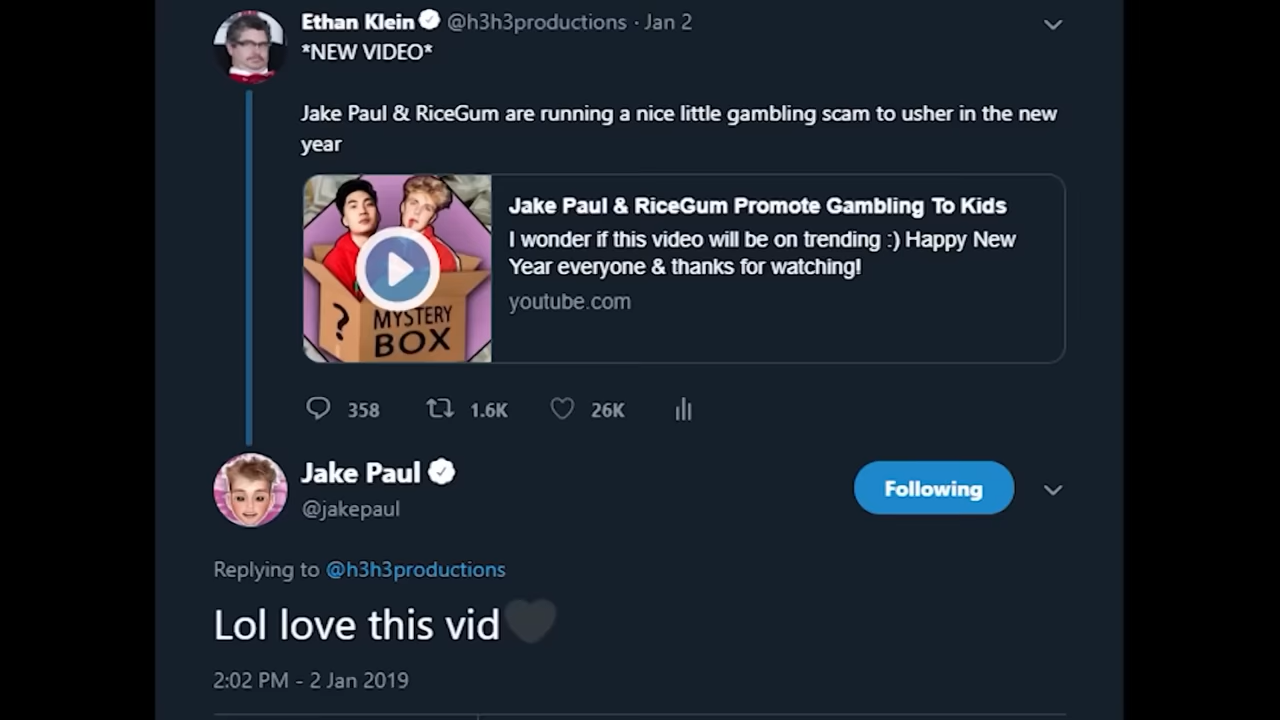 Ethan Klein @h3h3productions · Jan 2
*NEW VIDEO*
Jake Paul & RiceGum are running a nice little gambling scam to usher in the new
year
Jake Paul & RiceGum Promote Gambling To Kids
I wonder if this video will be on trending :) Happy New
Year everyone & thanks for watching!
youtube.com
?
MYSTERY
BOX
358 1.6K 26K
Jake Paul
@jakepaul
Following
Replying to @h3h3productions
Lol love this vid🖤
2:02 PM - 2 Jan 2019